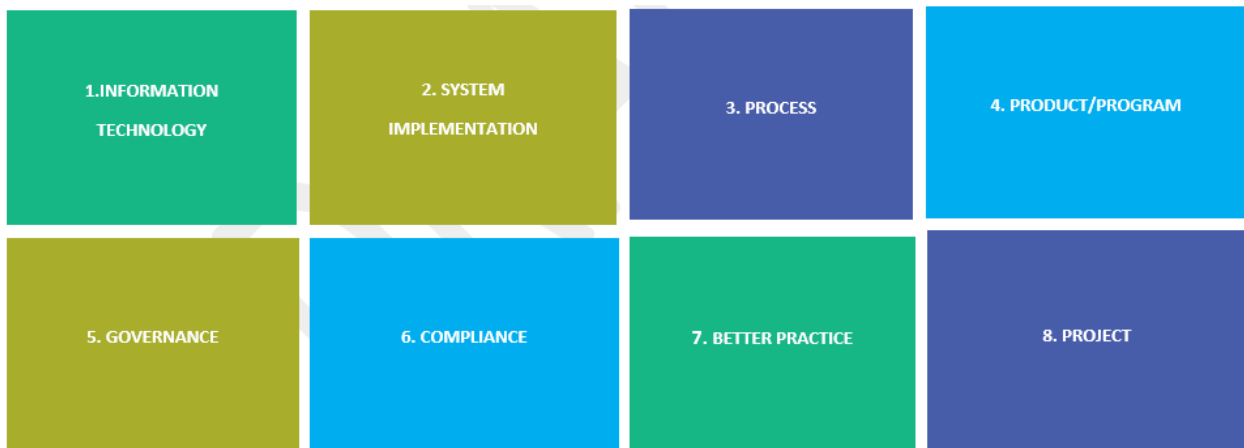 1.INFORMATION
TECHNOLOGY
2. SYSTEM
IMPLEMENTATION
3. PROCESS
4. PRODUCT/PROGRAM
5. GOVERNANCE
6. COMPLIANCE
7. BETTER PRACTICE
8. PROJECT